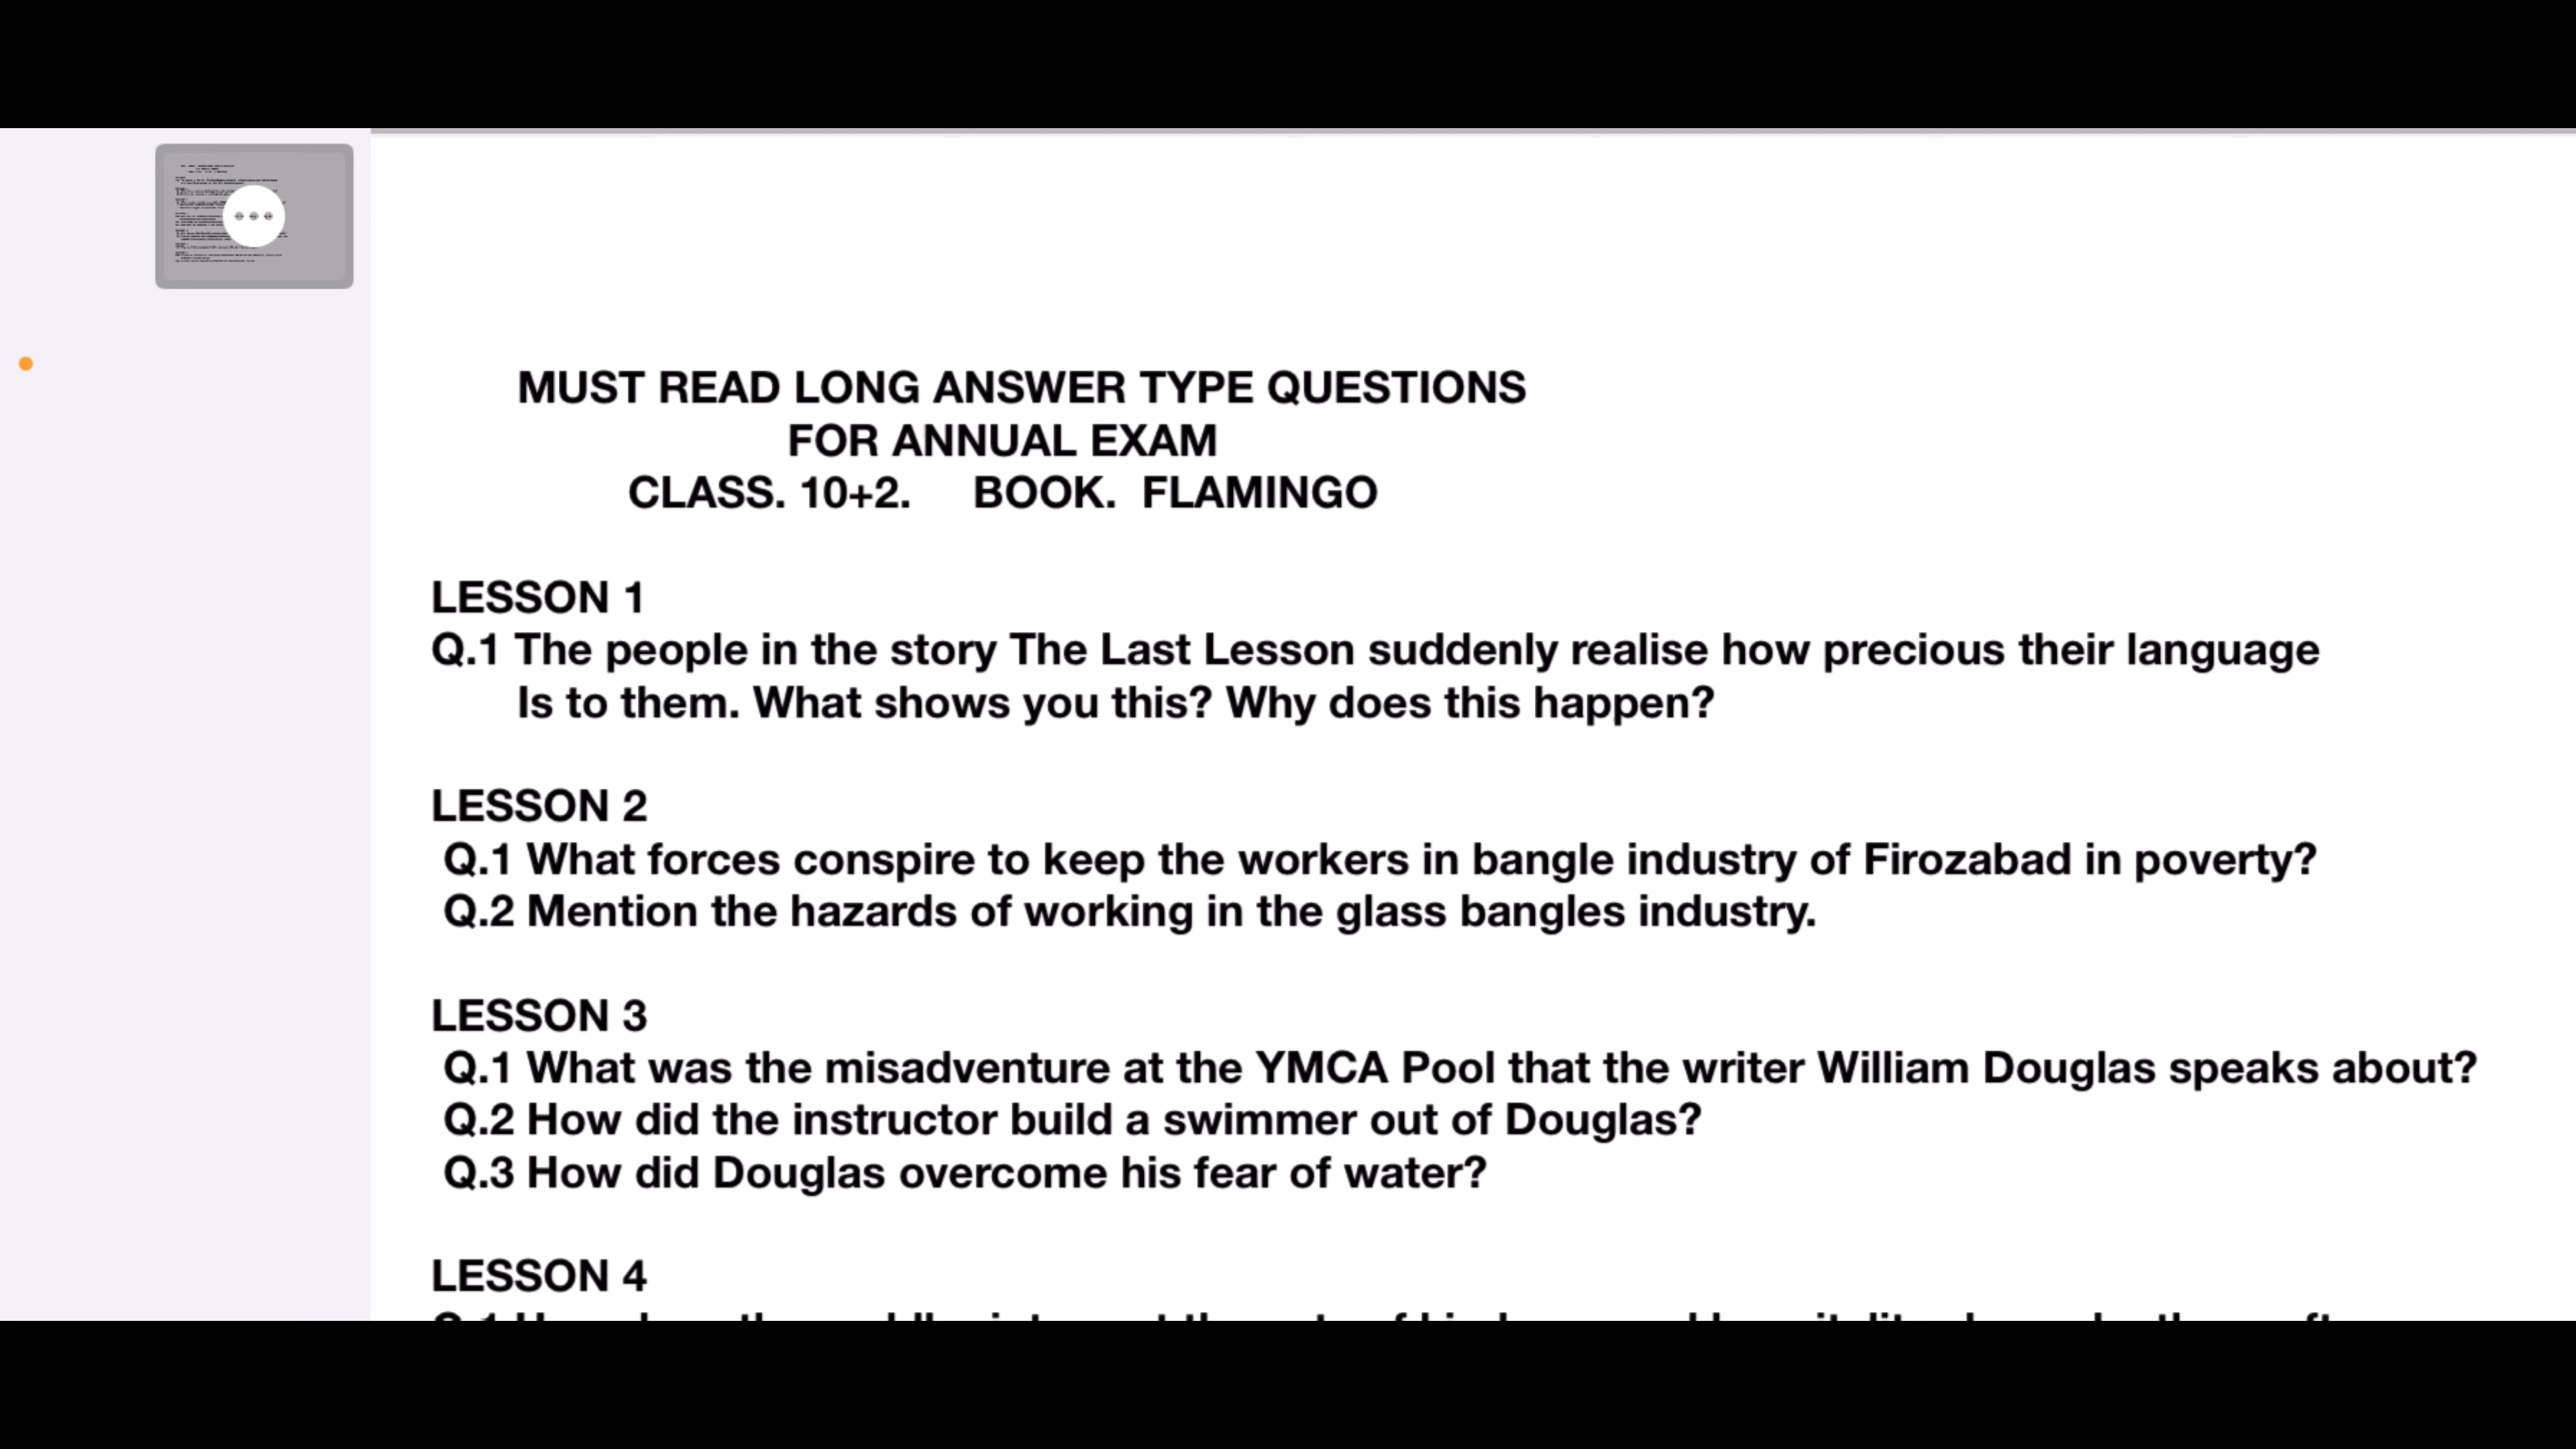 MUST READ LONG ANSWER TYPE QUESTIONS
FOR ANNUAL EXAM
CLASS. 10+2. BOOK. FLAMINGO
LESSON 1
Q.1 The people in the story The Last Lesson suddenly realise how precious their language
Is to them. What shows you this? Why does this happen?
LESSON 2
Q.1 What forces conspire to keep the workers in bangle industry of Firozabad in poverty?
Q.2 Mention the hazards of working in the glass bangles industry.
LESSON 3
Q.1 What was the misadventure at the YMCA Pool that the writer William Douglas speaks about?
Q.2 How did the instructor build a swimmer out of Douglas?
Q.3 How did Douglas overcome his fear of water?
LESSON 4